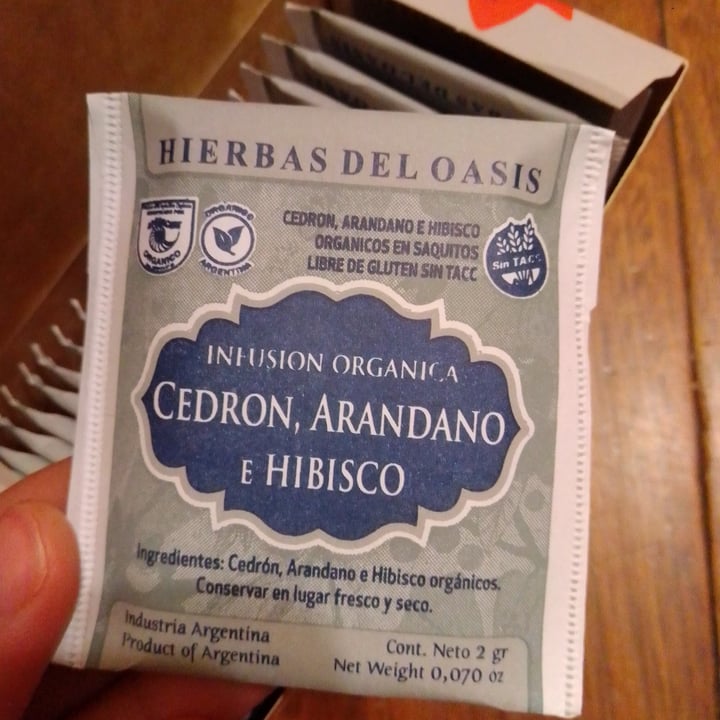 HIERBAS DEL OASIS
ORGANICO
ORGANICO
ARGENTINA
CEDRON, ARANDANO E HIBISCO
ORGANICOS EN SAQUITOS
LIBRE DE GLUTEN SIN TACC
Sin TACC
INFUSION ORGANICA
CEDRON, ARANDANO
E HIBISCO
Ingredientes: Cedrón, Arandano e Hibisco orgánicos.
Conservar en lugar fresco y seco.
Industria Argentina
Product of Argentina
Cont. Neto 2 gr
Net Weight 0,070 oz